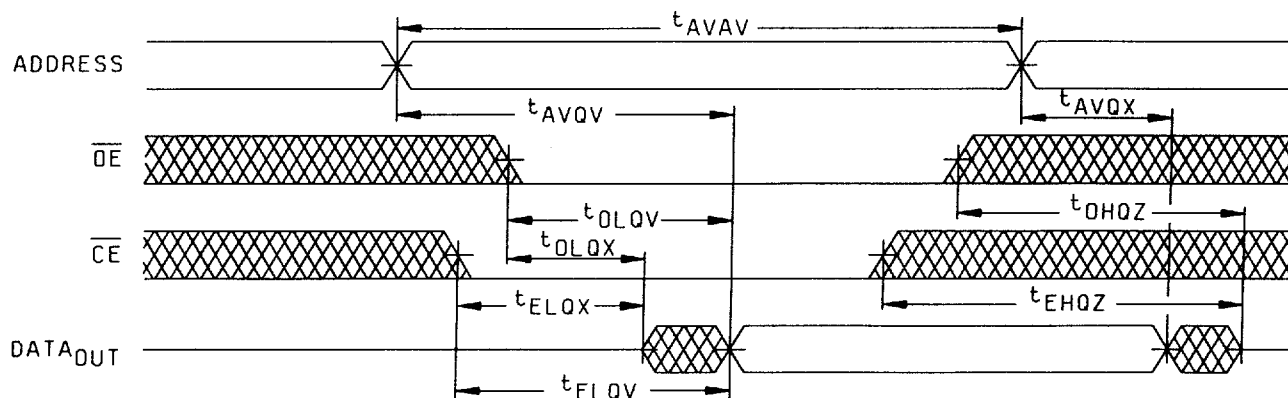 tAVAV
ADDRESS
tAVQV
tAVQX
OE
tOLQV
tOHQZ
tOLQX
CE
tELQX
tEHQZ
DATAOUT
tELQV